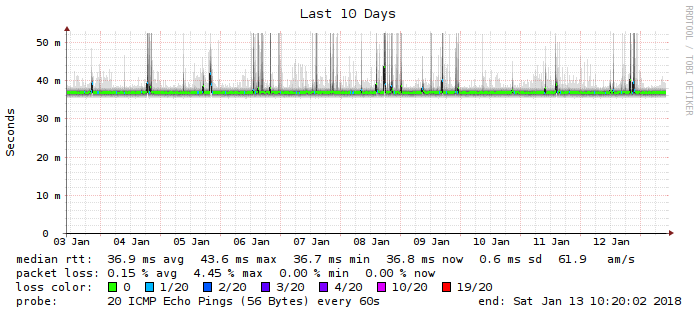 Last 10 Days
RRDTOOL / TOBI OETIKER
Seconds
50 m
40 m
30 m
20 m
10 m
0
03 Jan 04 Jan 05 Jan 06 Jan 07 Jan 08 Jan 09 Jan 10 Jan 11 Jan 12 Jan
median rtt: 36.9 ms avg 43.6 ms max 36.7 ms min 36.8 ms now 0.6 ms sd 61.9 am/s
packet loss: 0.15 % avg 4.45 % max 0.00 % min 0.00 % now
loss color: 0 1/20 2/20 3/20 4/20 10/20 19/20
probe: 20 ICMP Echo Pings (56 Bytes) every 60s end: Sat Jan 13 10:20:02 2018